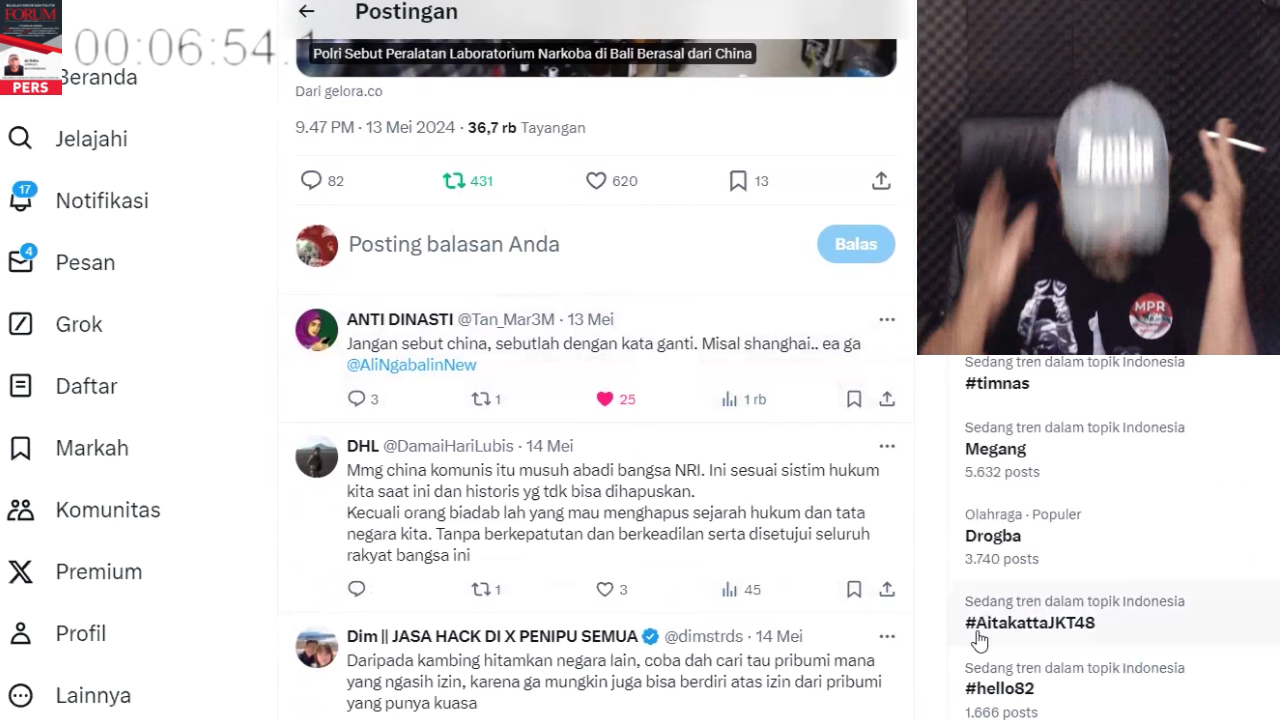 FORUM
PERS
00:06:54.1
Postingan
Polri Sebut Peralatan Laboratorium Narkoba di Bali Berasal dari China
Dari gelora.co
9.47 PM · 13 Mei 2024 · 36,7 rb Tayangan
82
431
620
13
Posting balasan Anda
Balas
Beranda
Jelajahi
17
Notifikasi
4
Pesan
Grok
Daftar
Markah
Komunitas
Premium
Profil
Lainnya
ANTI DINASTI @Tan_Mar3M · 13 Mei
Jangan sebut china, sebutlah dengan kata ganti. Misal shanghai.. ea ga
@AliNgabalinNew
3
1
25
1 rb
DHL @DamaiHariLubis · 14 Mei
Mmg china komunis itu musuh abadi bangsa NRI. Ini sesuai sistim hukum
kita saat ini dan historis yg tdk bisa dihapuskan.
Kecuali orang biadab lah yang mau menghapus sejarah hukum dan tata
negara kita. Tanpa berkepatutan dan berkeadilan serta disetujui seluruh
rakyat bangsa ini
1
3
45
Dim || JASA HACK DI X PENIPU SEMUA @dimstrds · 14 Mei
Daripada kambing hitamkan negara lain, coba dah cari tau pribumi mana
yang ngasih izin, karena ga mungkin juga bisa berdiri atas izin dari pribumi
yang punya kuasa
MPR
Sedang tren dalam topik Indonesia
#timnas
Sedang tren dalam topik Indonesia
Megang
5.632 posts
Olahraga · Populer
Drogba
3.740 posts
Sedang tren dalam topik Indonesia
#AitakattaJKT48
Sedang tren dalam topik Indonesia
#hello82
1.666 posts